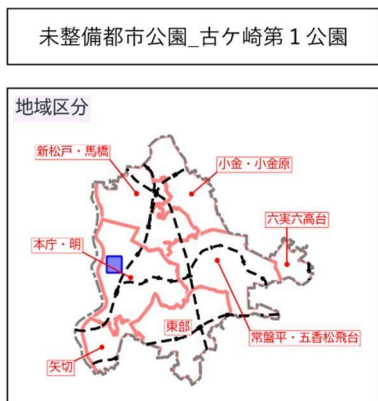 未整備都市公園_古ケ崎第1公園
地域区分
新松戸・馬橋
小金・小金原
六実六高台
本庁・明
東部
常盤平・五香松飛台
矢切